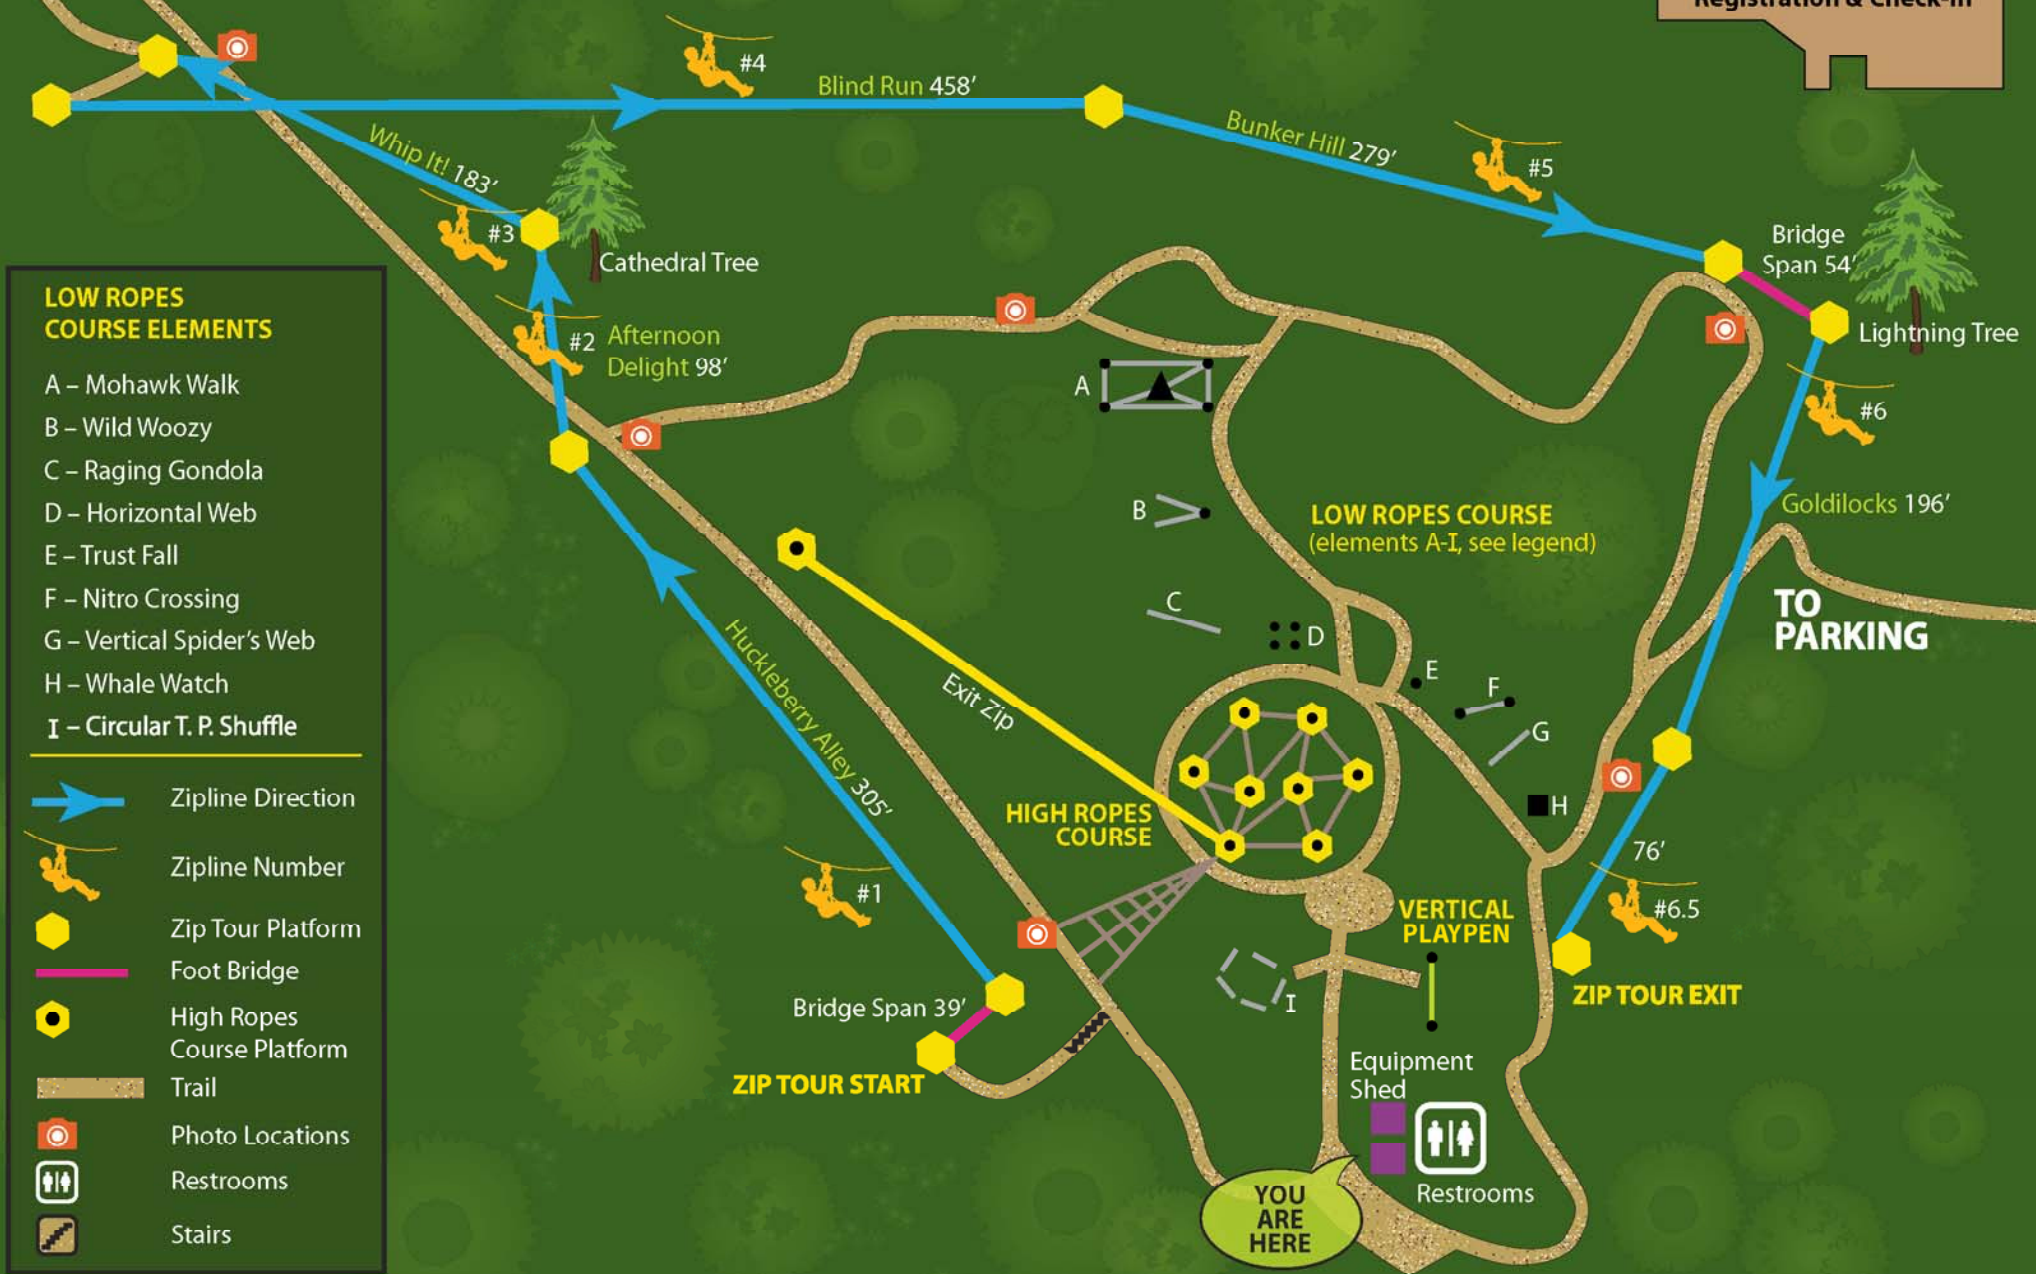 Registration & Check-in
#4
Blind Run 458'
Whip It! 183'
Bunker Hill 279'
#5
#3
Cathedral Tree
Bridge
Span 54'
Lightning Tree
#2
Afternoon
Delight 98'
A
#6
Goldilocks 196'
B
LOW ROPES COURSE
(elements A-I, see legend)
C
D
TO
PARKING
E
F
G
Huckleberry Alley 305'
Exit Zip
HIGH ROPES
COURSE
H
76'
#1
#6.5
VERTICAL
PLAYPEN
ZIP TOUR EXIT
Bridge Span 39'
I
ZIP TOUR START
Equipment
Shed
Restrooms
YOU
ARE
HERE
LOW ROPES
COURSE ELEMENTS
A – Mohawk Walk
B – Wild Woozy
C – Raging Gondola
D – Horizontal Web
E – Trust Fall
F – Nitro Crossing
G – Vertical Spider's Web
H – Whale Watch
I – Circular T. P. Shuffle
Zipline Direction
Zipline Number
Zip Tour Platform
Foot Bridge
High Ropes
Course Platform
Trail
Photo Locations
Restrooms
Stairs